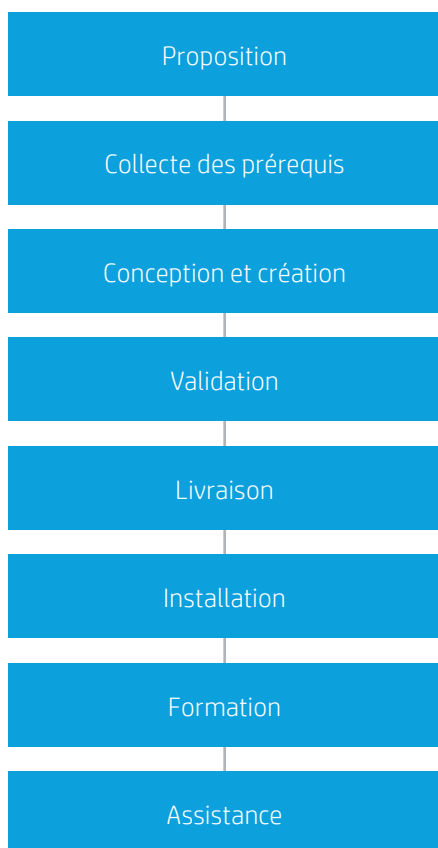 Proposition
Collecte des prérequis
Conception et création
Validation
Livraison
Installation
Formation
Assistance